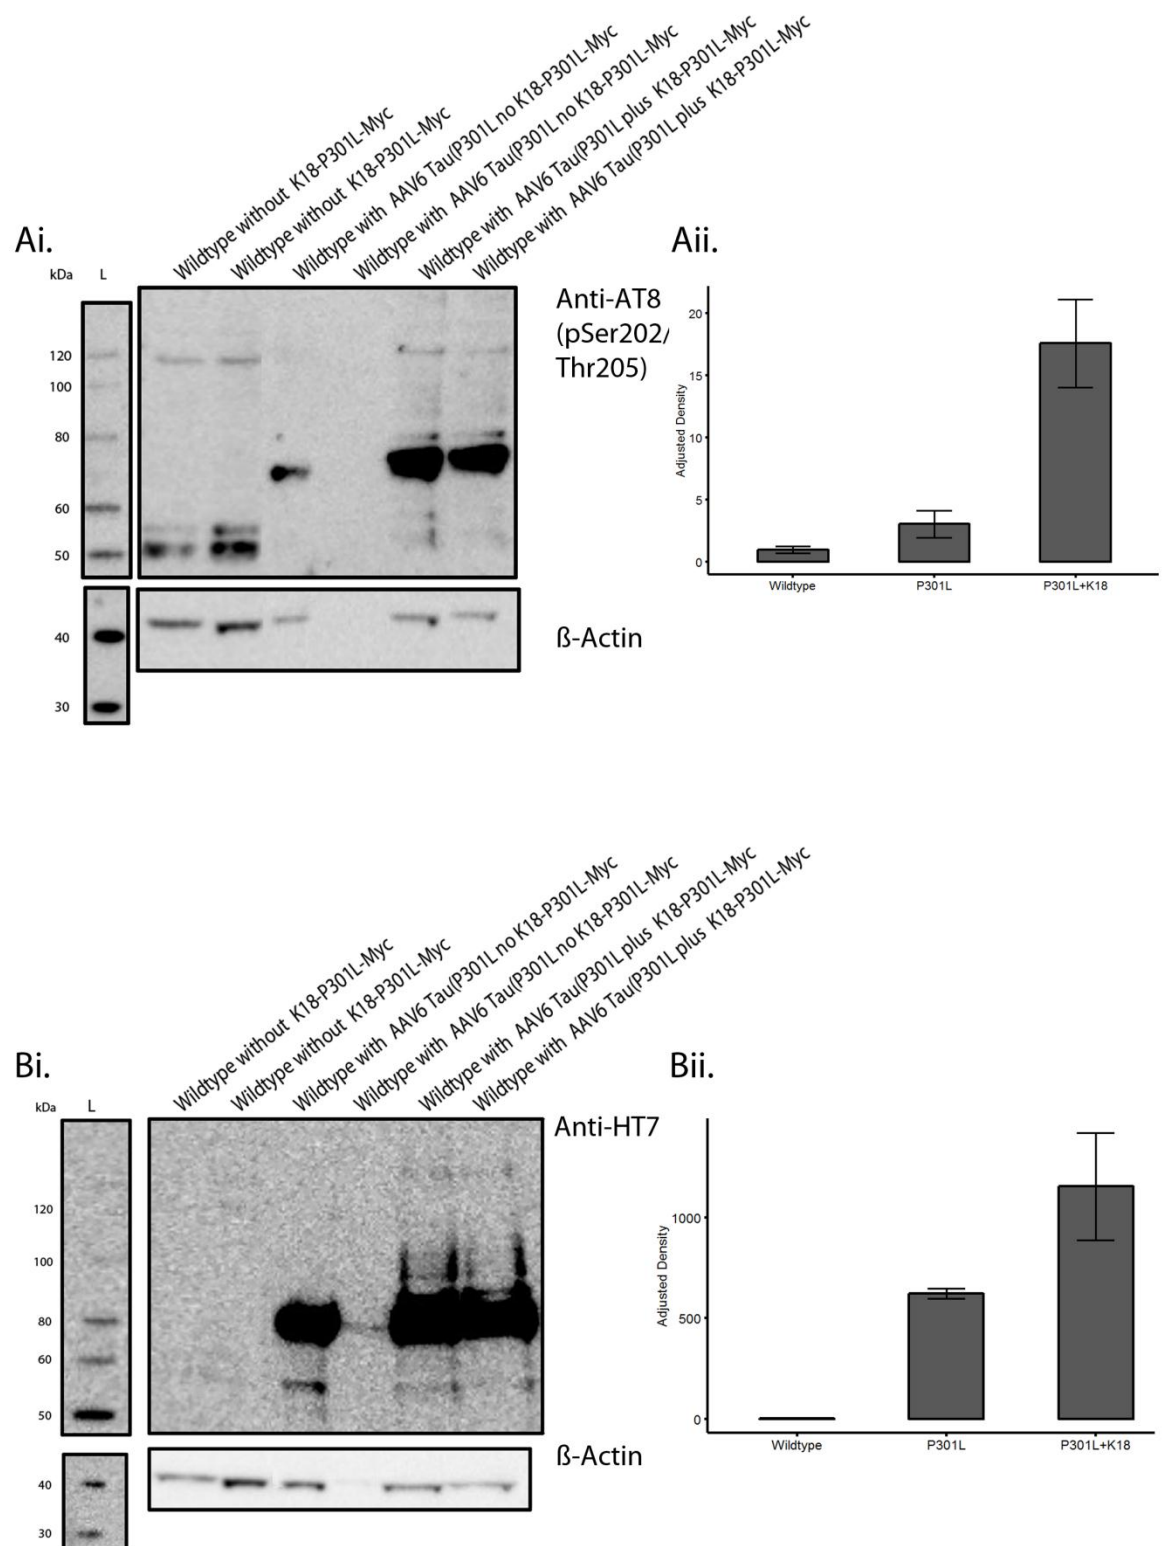 Wildtype without K18-P301L-Myc
Wildtype without K18-P301L-Myc
Wildtype with AAV6 Tau(P301L no K18-P301L-Myc
Wildtype with AAV6 Tau(P301L no K18-P301L-Myc
Wildtype with AAV6 Tau(P301L plus K18-P301L-Myc
Wildtype with AAV6 Tau(P301L plus K18-P301L-Myc
Ai.
kDa L
120
100
80
60
50
40
30
Anti-AT8
(pSer202/
Thr205)
ß-Actin
Aii.
Adjusted Density
20
15
10
5
0
Wildtype P301L P301L+K18
Wildtype without K18-P301L-Myc
Wildtype without K18-P301L-Myc
Wildtype with AAV6 Tau(P301L no K18-P301L-Myc
Wildtype with AAV6 Tau(P301L no K18-P301L-Myc
Wildtype with AAV6 Tau(P301L plus K18-P301L-Myc
Wildtype with AAV6 Tau(P301L plus K18-P301L-Myc
Bi.
kDa L
120
100
80
60
50
40
30
Anti-HT7
ß-Actin
Bii.
Adjusted Density
1000
500
0
Wildtype P301L P301L+K18